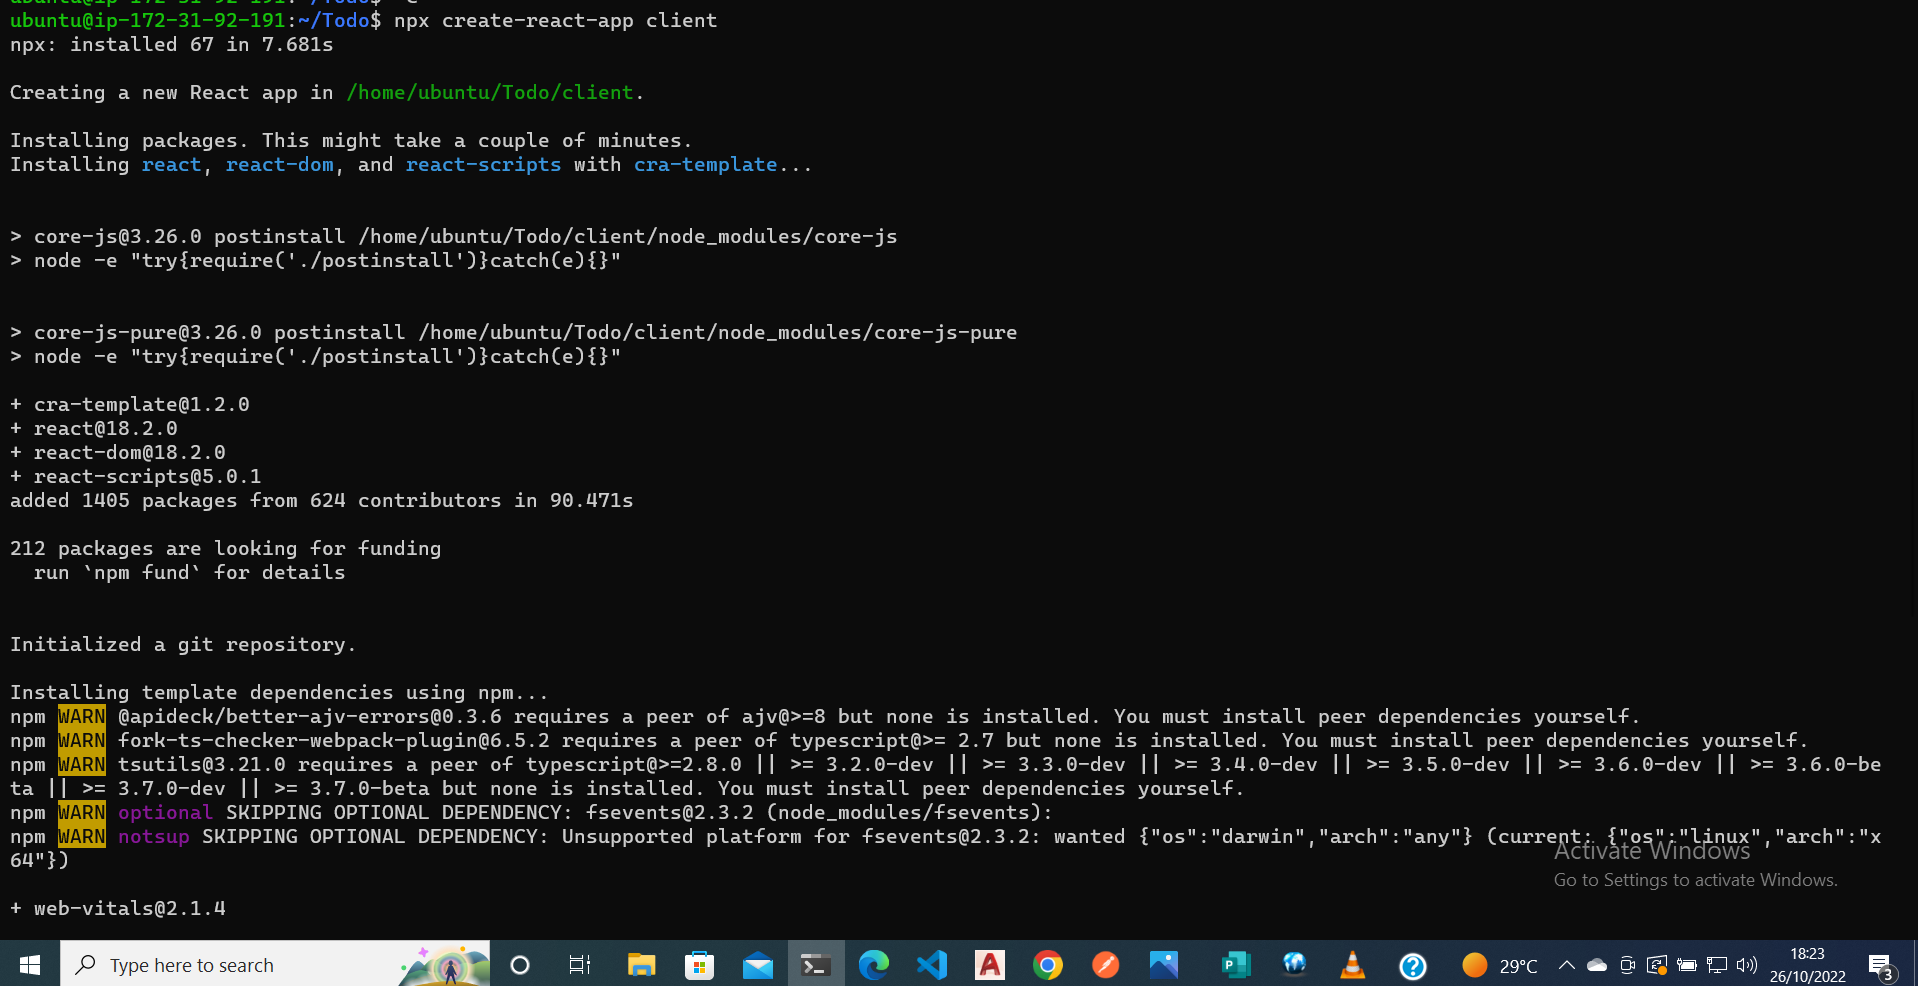 ubuntu@ip-172-31-92-191:~/Todo$ ^C
ubuntu@ip-172-31-92-191:~/Todo$ npx create-react-app client
npx: installed 67 in 7.681s
Creating a new React app in /home/ubuntu/Todo/client.
Installing packages. This might take a couple of minutes.
Installing react, react-dom, and react-scripts with cra-template...
> core-js@3.26.0 postinstall /home/ubuntu/Todo/client/node_modules/core-js
> node -e "try{require('./postinstall')}catch(e){}"
> core-js-pure@3.26.0 postinstall /home/ubuntu/Todo/client/node_modules/core-js-pure
> node -e "try{require('./postinstall')}catch(e){}"
+ cra-template@1.2.0
+ react@18.2.0
+ react-dom@18.2.0
+ react-scripts@5.0.1
added 1405 packages from 624 contributors in 90.471s
212 packages are looking for funding
  run `npm fund` for details
Initialized a git repository.
Installing template dependencies using npm...
npm WARN @apideck/better-ajv-errors@0.3.6 requires a peer of ajv@>=8 but none is installed. You must install peer dependencies yourself.
npm WARN fork-ts-checker-webpack-plugin@6.5.2 requires a peer of typescript@>= 2.7 but none is installed. You must install peer dependencies yourself.
npm WARN tsutils@3.21.0 requires a peer of typescript@>=2.8.0 || >= 3.2.0-dev || >= 3.3.0-dev || >= 3.4.0-dev || >= 3.5.0-dev || >= 3.6.0-dev || >= 3.6.0-be
ta || >= 3.7.0-dev || >= 3.7.0-beta but none is installed. You must install peer dependencies yourself.
npm WARN optional SKIPPING OPTIONAL DEPENDENCY: fsevents@2.3.2 (node_modules/fsevents):
npm WARN notsup SKIPPING OPTIONAL DEPENDENCY: Unsupported platform for fsevents@2.3.2: wanted {"os":"darwin","arch":"any"} (current: {"os":"linux","arch":"x
64"})
Activate Windows
Go to Settings to activate Windows.
+ web-vitals@2.1.4
Type here to search
29°C
18:23
26/10/2022
3